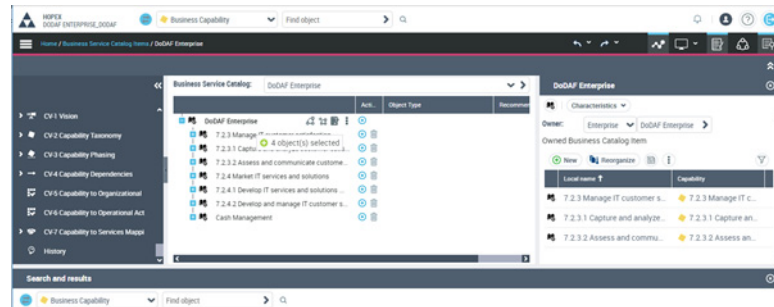 HOPEX
DODAF ENTERPRISE_DODAF
Business Capability
Find object
Home / Business Service Catalog Items / DoDAF Enterprise
Business Service Catalog:
DoDAF Enterprise
Acti...
Object Type
Recommen
DoDAF Enterprise
7.2.3 Manage IT customer satisfaction
4 object(s) selected
7.2.3.1 Captu
7.2.3.2 Assess and communicate custome...
7.2.4 Market IT services and solutions
7.2.4.1 Develop IT services and solutions ...
7.2.4.2 Develop and manage IT customer s...
Cash Management
CV-1 Vision
CV-2 Capability Taxonomy
CV-3 Capability Phasing
CV-4 Capability Dependencies
CV-5 Capability to Organizational
CV-6 Capability to Operational Act
CV-7 Capability to Services Mappi
History
DoDAF Enterprise
Characteristics
Owner:
Enterprise
DoDAF Enterprise
Owned Business Catalog Item
New
Reorganize
Local name
Capability
7.2.3 Manage IT customer s...
7.2.3 Manage IT c...
7.2.3.1 Capture and analyze...
7.2.3.1 Capture an...
7.2.3.2 Assess and commu...
7.2.3.2 Assess an...
Search and results
Business Capability
Find object